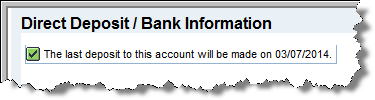 Direct Deposit / Bank Information
The last deposit to this account will be made on 03/07/2014.